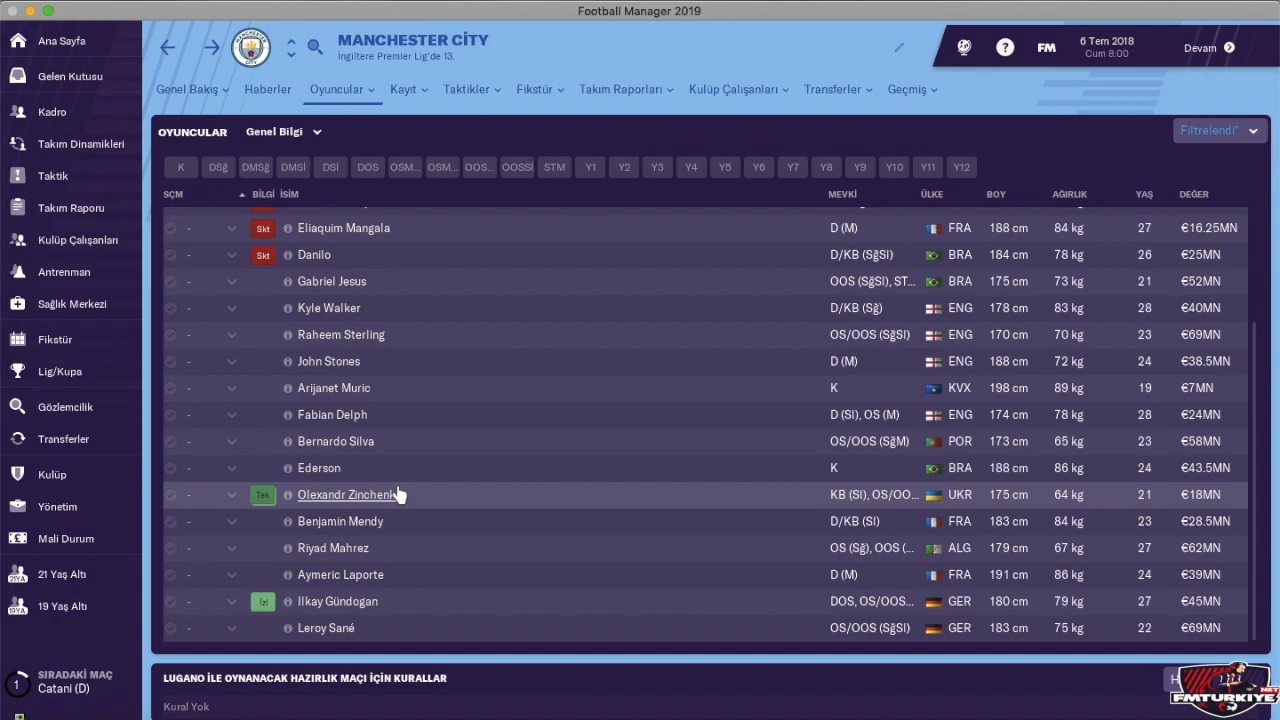 Football Manager 2019
Ana Sayfa
Gelen Kutusu
Kadro
Takım Dinamikleri
Taktik
Takım Raporu
Kulüp Çalışanları
Antrenman
Sağlık Merkezi
Fikstür
Lig/Kupa
Gözlemcilik
Transferler
Kulüp
Yönetim
Mali Durum
21 Yaş Altı
21YA
19 Yaş Altı
19YA
1 SIRADAKİ MAÇ
Catani (D)
MANCHESTER CİTY
İngiltere Premier Lig'de 13.
? FM 6 Tem 2018
Cum 8:00
Devam
Genel Bakış Haberler Oyuncular Kayıt Taktikler Fikstür Takım Raporları Kulüp Çalışanları Transferler Geçmiş
OYUNCULAR Genel Bilgi Filtrelendi*
K DSğ DMSğ DMSl DSl DOS OSM... OSM... OOS... OOSSl STM Y1 Y2 Y3 Y4 Y5 Y6 Y7 Y8 Y9 Y10 Y11 Y12
SÇM BİLGİ İSİM MEVKİ ÜLKE BOY AĞIRLIK YAŞ DEĞER
- Skt Eliaquim Mangala D (M) FRA 188 cm 84 kg 27 €16.25MN
- Skt Danilo D/KB (SğSl) BRA 184 cm 78 kg 26 €25MN
- Gabriel Jesus OOS (SğSl), ST... BRA 175 cm 73 kg 21 €52MN
- Kyle Walker D/KB (Sğ) ENG 178 cm 83 kg 28 €40MN
- Raheem Sterling OS/OOS (SğSl) ENG 170 cm 70 kg 23 €69MN
- John Stones D (M) ENG 188 cm 72 kg 24 €38.5MN
- Arijanet Muric K KVX 198 cm 89 kg 19 €7MN
- Fabian Delph D (Sl), OS (M) ENG 174 cm 78 kg 28 €24MN
- Bernardo Silva OS/OOS (SğM) POR 173 cm 65 kg 23 €58MN
- Ederson K BRA 188 cm 86 kg 24 €43.5MN
- Tek Olexandr Zinchenk KB (Sl), OS/OO... UKR 175 cm 64 kg 21 €18MN
- Benjamin Mendy D/KB (Sl) FRA 183 cm 84 kg 23 €28.5MN
- Riyad Mahrez OS (Sğ), OOS (... ALG 179 cm 67 kg 27 €62MN
- Aymeric Laporte D (M) FRA 191 cm 86 kg 24 €39MN
- İzl Ilkay Gündogan DOS, OS/OOS... GER 180 cm 79 kg 27 €45MN
- Leroy Sané OS/OOS (SğSl) GER 183 cm 75 kg 22 €69MN
LUGANO İLE OYNANACAK HAZIRLIK MAÇI İÇİN KURALLAR
Kural Yok
FMTURKIYE.NET